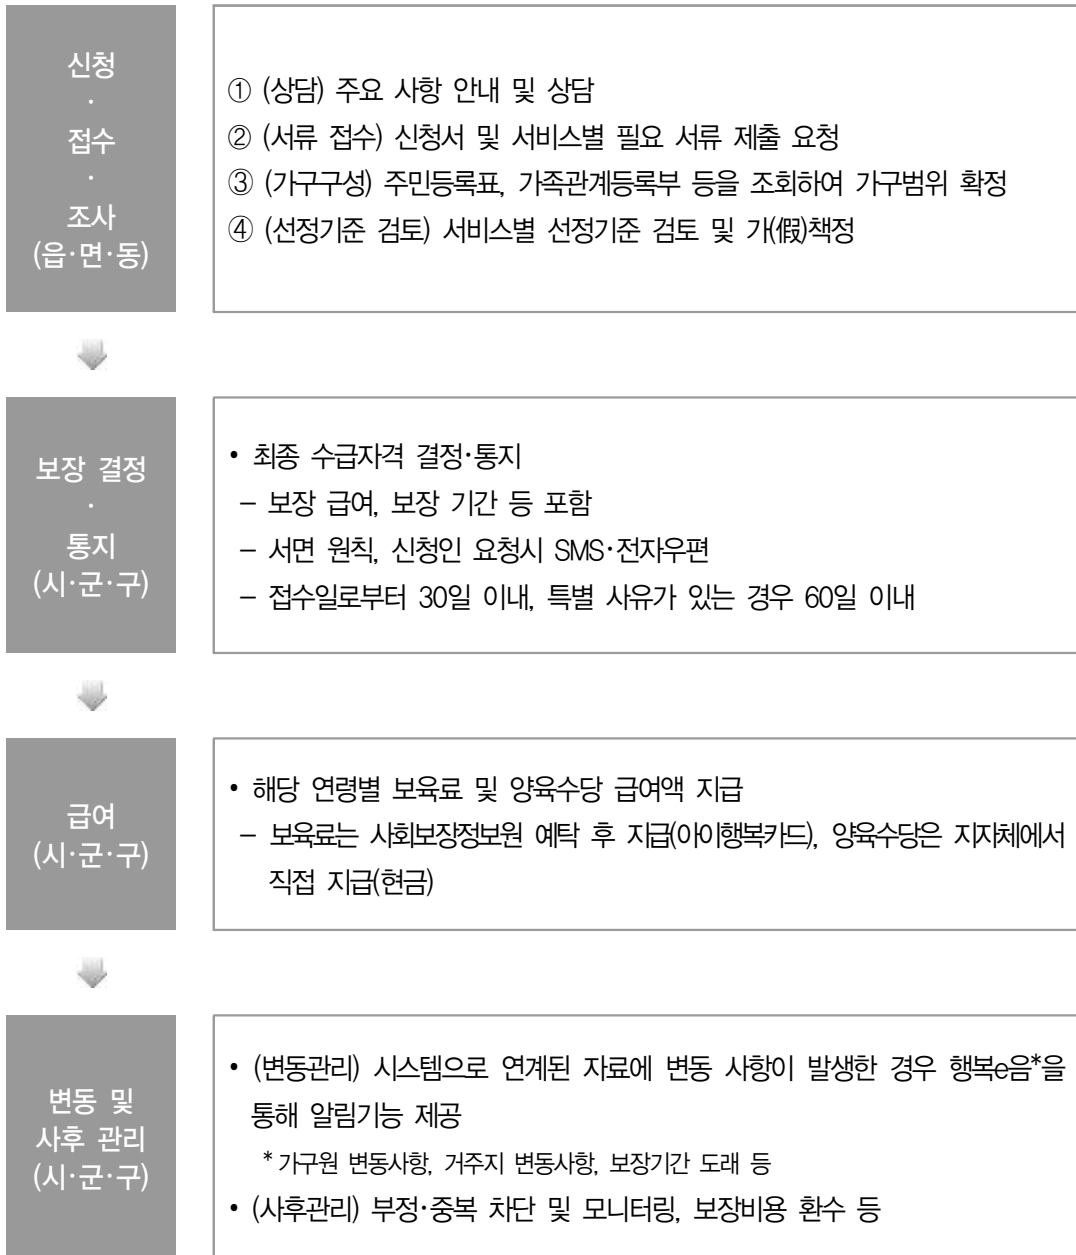 신청
·
접수
·
조사
(읍·면·동)
① (상담) 주요 사항 안내 및 상담
② (서류 접수) 신청서 및 서비스별 필요 서류 제출 요청
③ (가구구성) 주민등록표, 가족관계등록부 등을 조회하여 가구범위 확정
④ (선정기준 검토) 서비스별 선정기준 검토 및 가(假)책정
보장 결정
·
통지
(시·군·구)
• 최종 수급자격 결정·통지
– 보장 급여, 보장 기간 등 포함
– 서면 원칙, 신청인 요청시 SMS·전자우편
– 접수일로부터 30일 이내, 특별 사유가 있는 경우 60일 이내
급여
(시·군·구)
• 해당 연령별 보육료 및 양육수당 급여액 지급
– 보육료는 사회보장정보원 예탁 후 지급(아이행복카드), 양육수당은 지자체에서
직접 지급(현금)
변동 및
사후 관리
(시·군·구)
• (변동관리) 시스템으로 연계된 자료에 변동 사항이 발생한 경우 행복e음*을
통해 알림기능 제공
* 가구원 변동사항, 거주지 변동사항, 보장기간 도래 등
• (사후관리) 부정·중복 차단 및 모니터링, 보장비용 환수 등